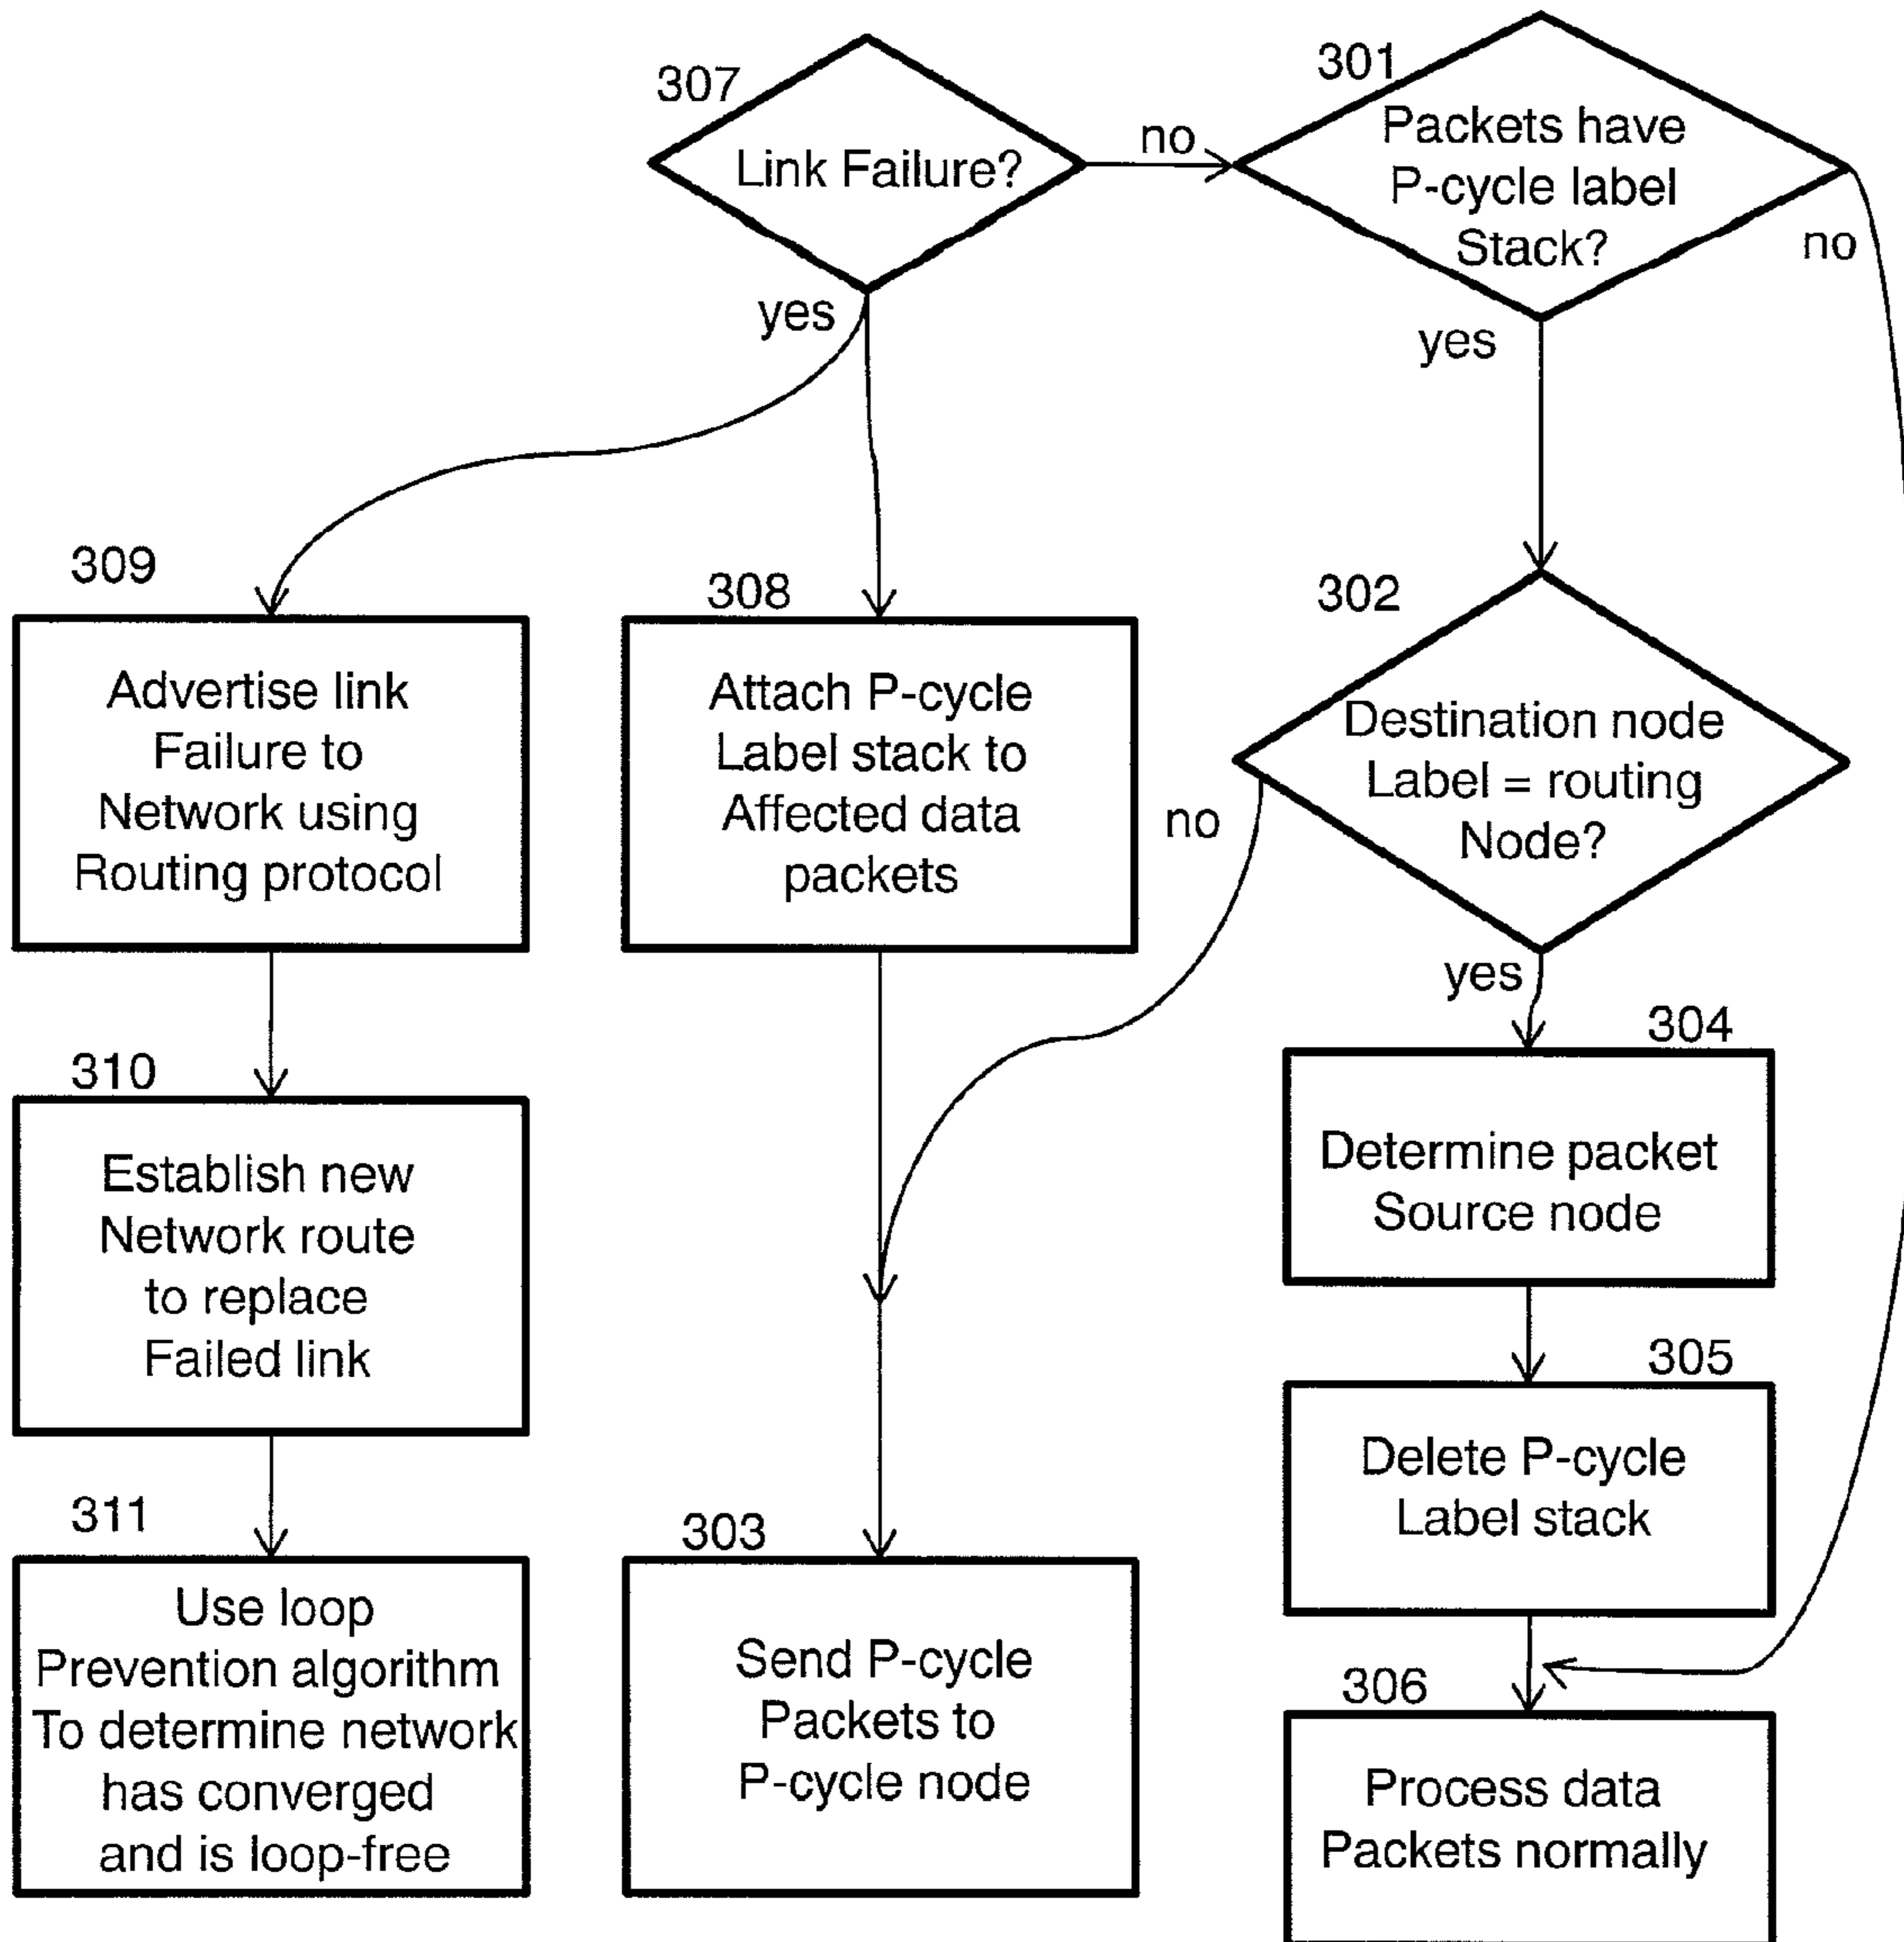 307
Link Failure?
no
yes
301
Packets have
P-cycle label
Stack?
no
yes
309
Advertise link
Failure to
Network using
Routing protocol
308
Attach P-cycle
Label stack to
Affected data
packets
302
Destination node
Label = routing
Node?
no
yes
310
Establish new
Network route
to replace
Failed link
304
Determine packet
Source node
305
Delete P-cycle
Label stack
311
Use loop
Prevention algorithm
To determine network
has converged
and is loop-free
303
Send P-cycle
Packets to
P-cycle node
306
Process data
Packets normally